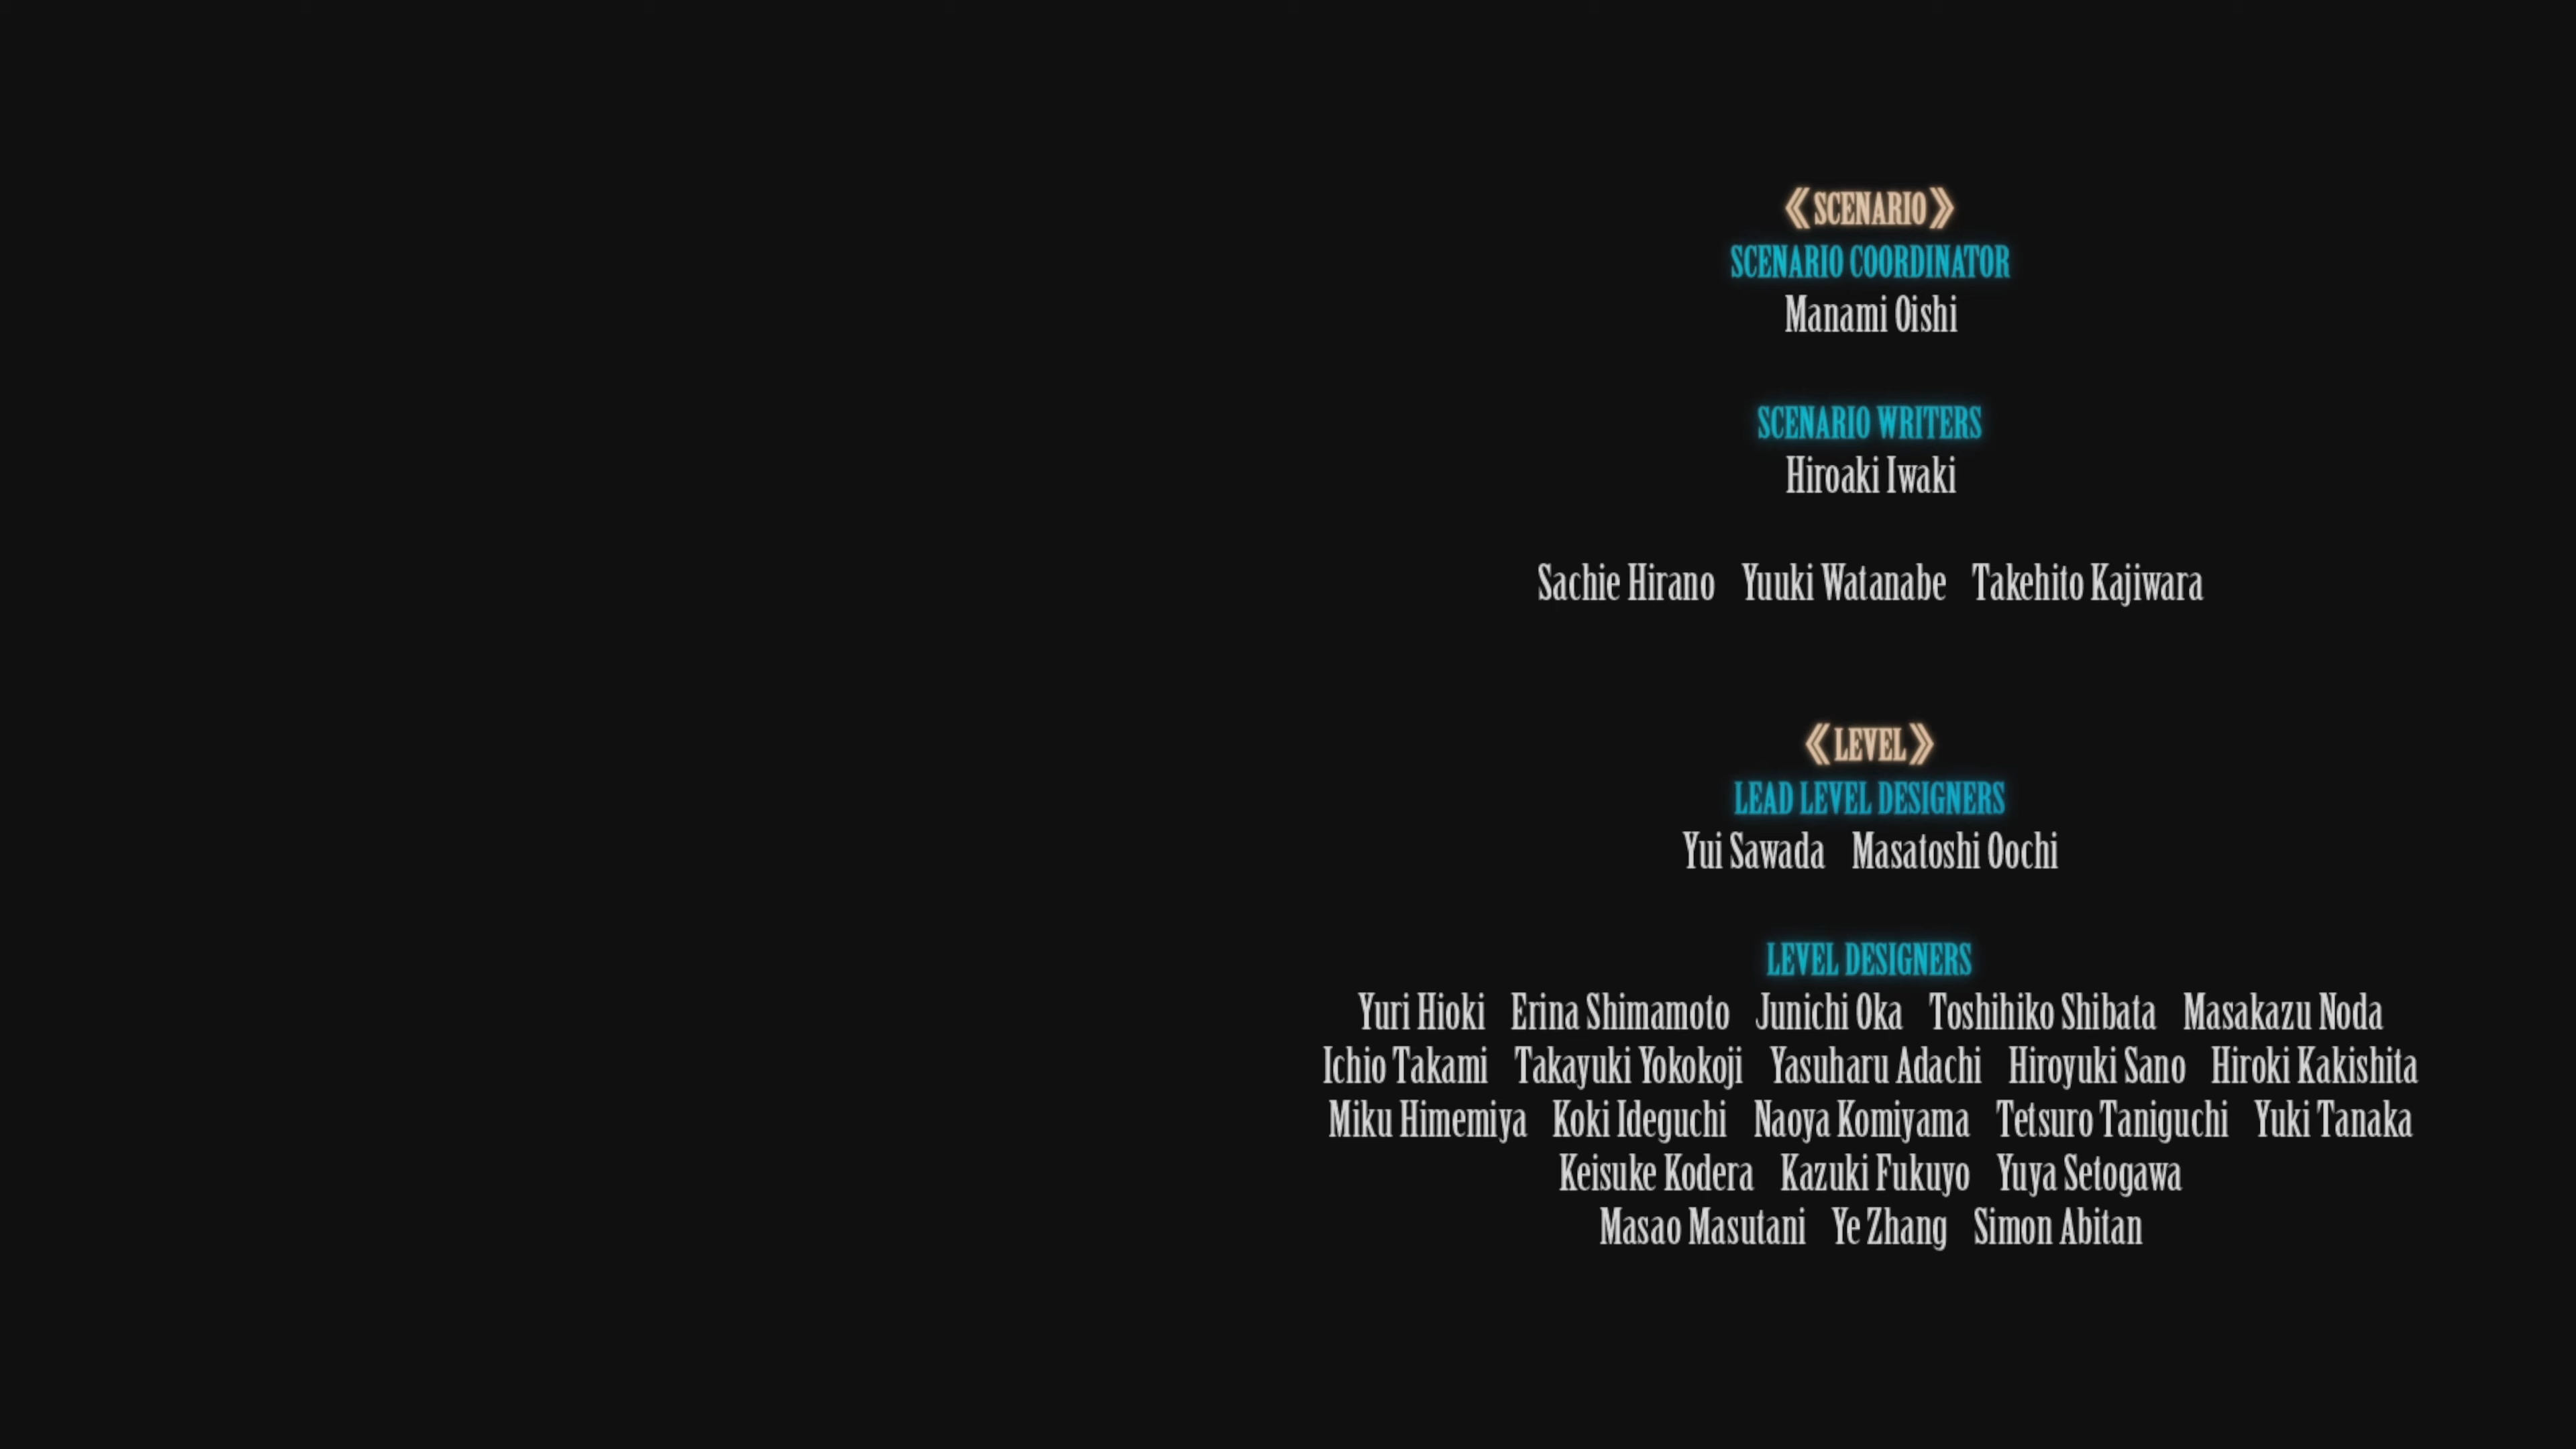 《SCENARIO》
SCENARIO COORDINATOR
Manami Oishi
SCENARIO WRITERS
Hiroaki Iwaki
Sachie Hirano Yuuki Watanabe Takehito Kajiwara
《LEVEL》
LEAD LEVEL DESIGNERS
Yui Sawada Masatoshi Oochi
LEVEL DESIGNERS
Yuri Hioki Erina Shimamoto Junichi Oka Toshihiko Shibata Masakazu Noda
Ichio Takami Takayuki Yokokoji Yasuharu Adachi Hiroyuki Sano Hiroki Kakishita
Miku Himemiya Koki Ideguchi Naoya Komiyama Tetsuro Taniguchi Yuki Tanaka
Keisuke Kodera Kazuki Fukuyo Yuya Setogawa
Masao Masutani Ye Zhang Simon Abitan